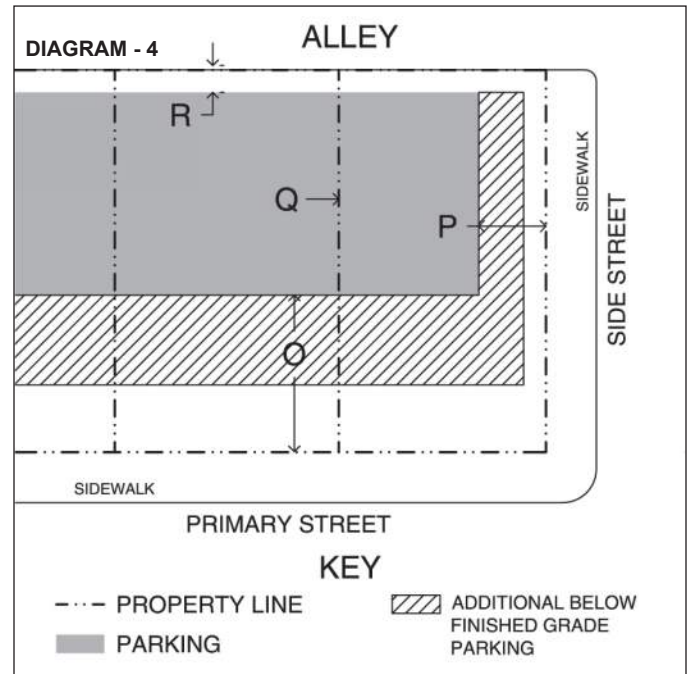 DIAGRAM - 4
ALLEY
R
Q
P
O
SIDEWALK
SIDE STREET
SIDEWALK
PRIMARY STREET
KEY
PROPERTY LINE
PARKING
ADDITIONAL BELOW
FINISHED GRADE
PARKING